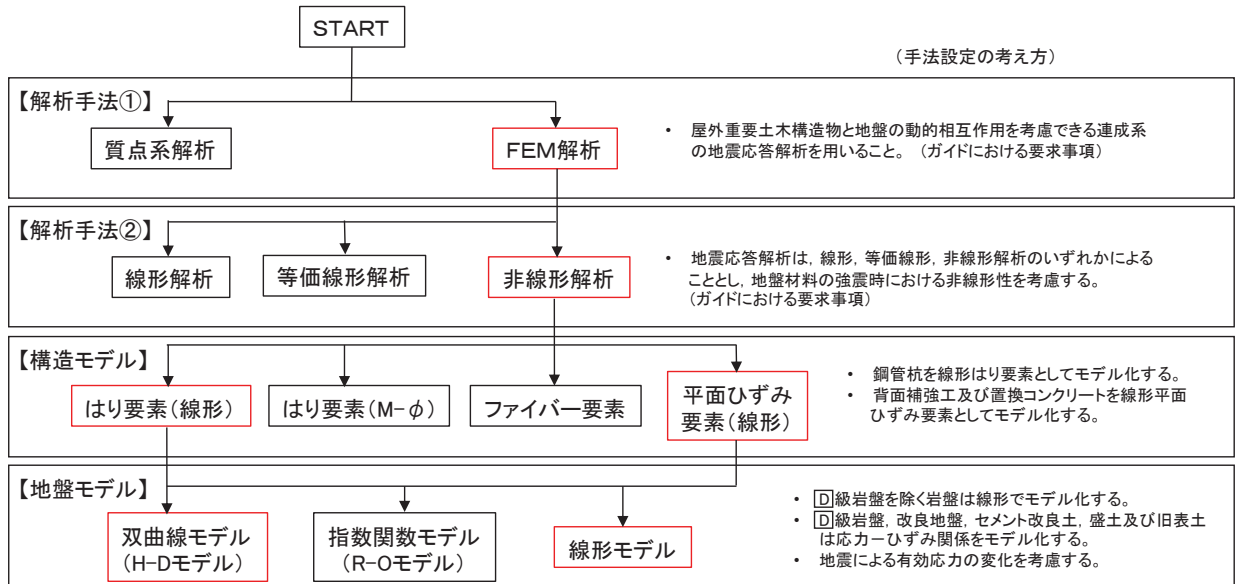 START
(手法設定の考え方)
【解析手法①】
質点系解析
FEM解析
・ 屋外重要土木構造物と地盤の動的相互作用を考慮できる連成系
の地震応答解析を用いること。 (ガイドにおける要求事項)
【解析手法②】
線形解析
等価線形解析
非線形解析
・ 地震応答解析は, 線形, 等価線形, 非線形解析のいずれかによる
こととし, 地盤材料の強震時における非線形性を考慮する。
(ガイドにおける要求事項)
【構造モデル】
はり要素(線形)
はり要素(M-φ)
ファイバー要素
平面ひずみ
要素(線形)
・ 鋼管杭を線形はり要素としてモデル化する。
・ 背面補強工及び置換コンクリートを線形平面
ひずみ要素としてモデル化する。
【地盤モデル】
双曲線モデル
(H-Dモデル)
指数関数モデル
(R-Oモデル)
線形モデル
・ D級岩盤を除く岩盤は線形でモデル化する。
・ D級岩盤, 改良地盤, セメント改良土, 盛土及び旧表土
は応力ーひずみ関係をモデル化する。
・ 地震による有効応力の変化を考慮する。